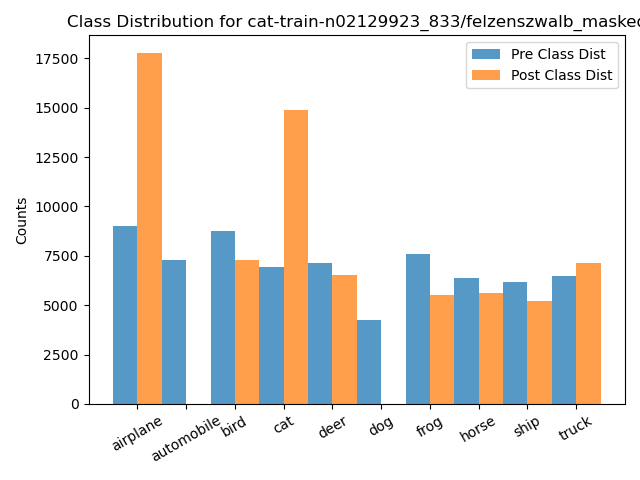 Class Distribution for cat-train-n02129923_833/felzenszwalb_masked
Pre Class Dist
Post Class Dist
Counts
17500
15000
12500
10000
7500
5000
2500
0
airplane
automobile
bird
cat
deer
dog
frog
horse
ship
truck